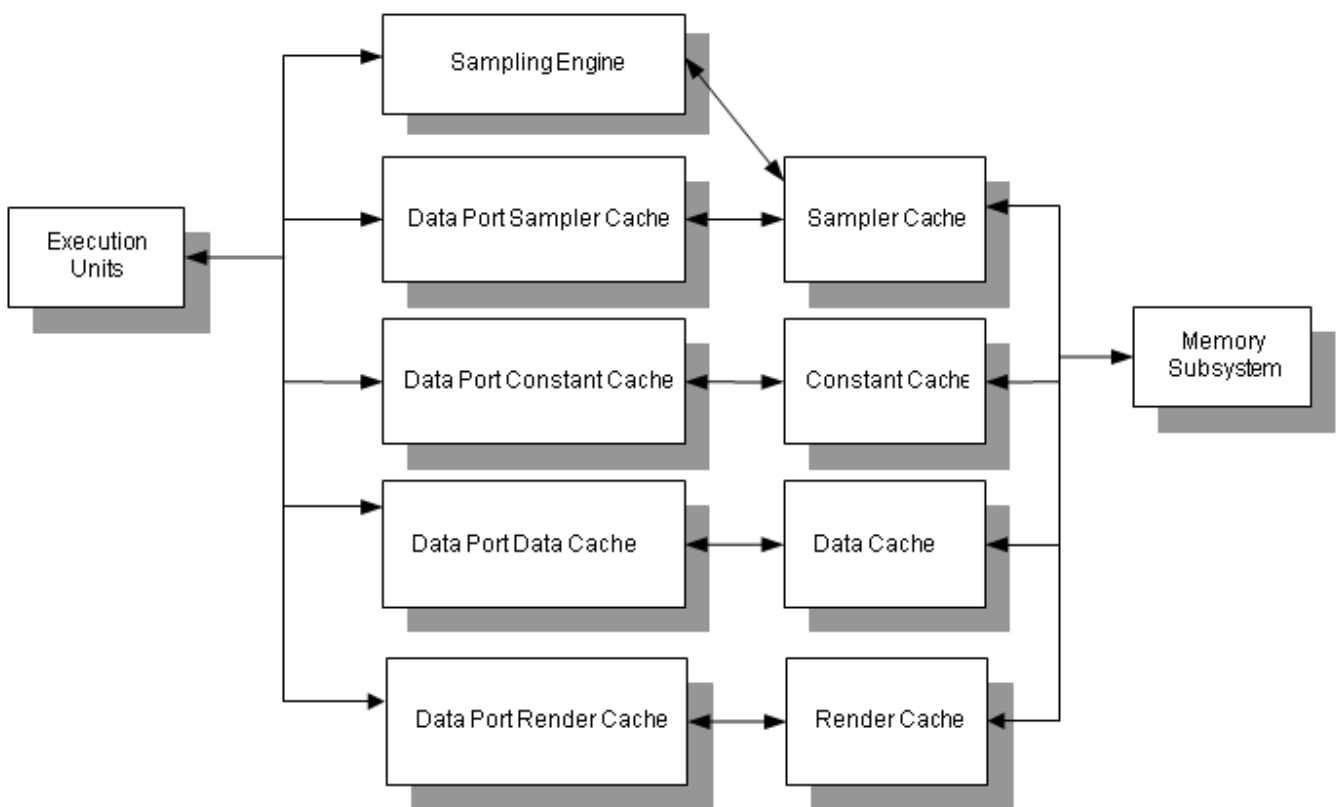 Sampling Engine
Data Port Sampler Cache
Sampler Cache
Execution
Units
Memory
Subsystem
Data Port Constant Cache
Constant Cache
Data Port Data Cache
Data Cache
Data Port Render Cache
Render Cache